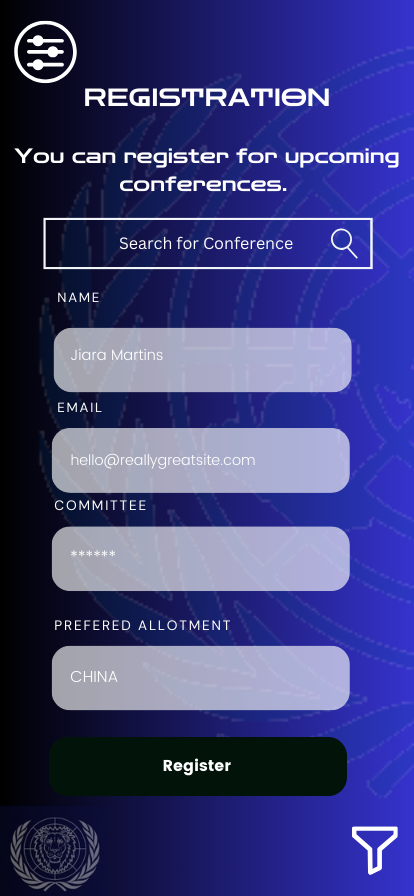 REGISTRATION
You can register for upcoming
conferences.
Search for Conference
NAME
Jiara Martins
EMAIL
hello@reallygreatsite.com
COMMITTEE
******
PREFERED ALLOTMENT
CHINA
Register